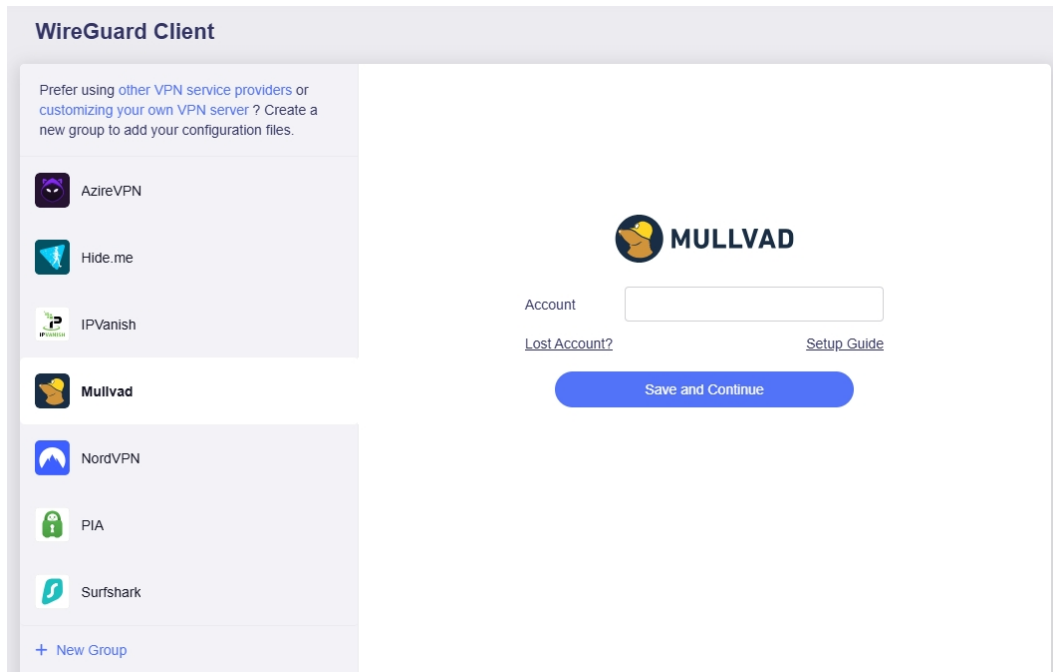 WireGuard Client
Prefer using other VPN service providers or
customizing your own VPN server ? Create a
new group to add your configuration files.
AzireVPN
Hide.me
IPVanish
Mullvad
NordVPN
PIA
Surfshark
+ New Group
MULLVAD
Account
Lost Account?
Setup Guide
Save and Continue